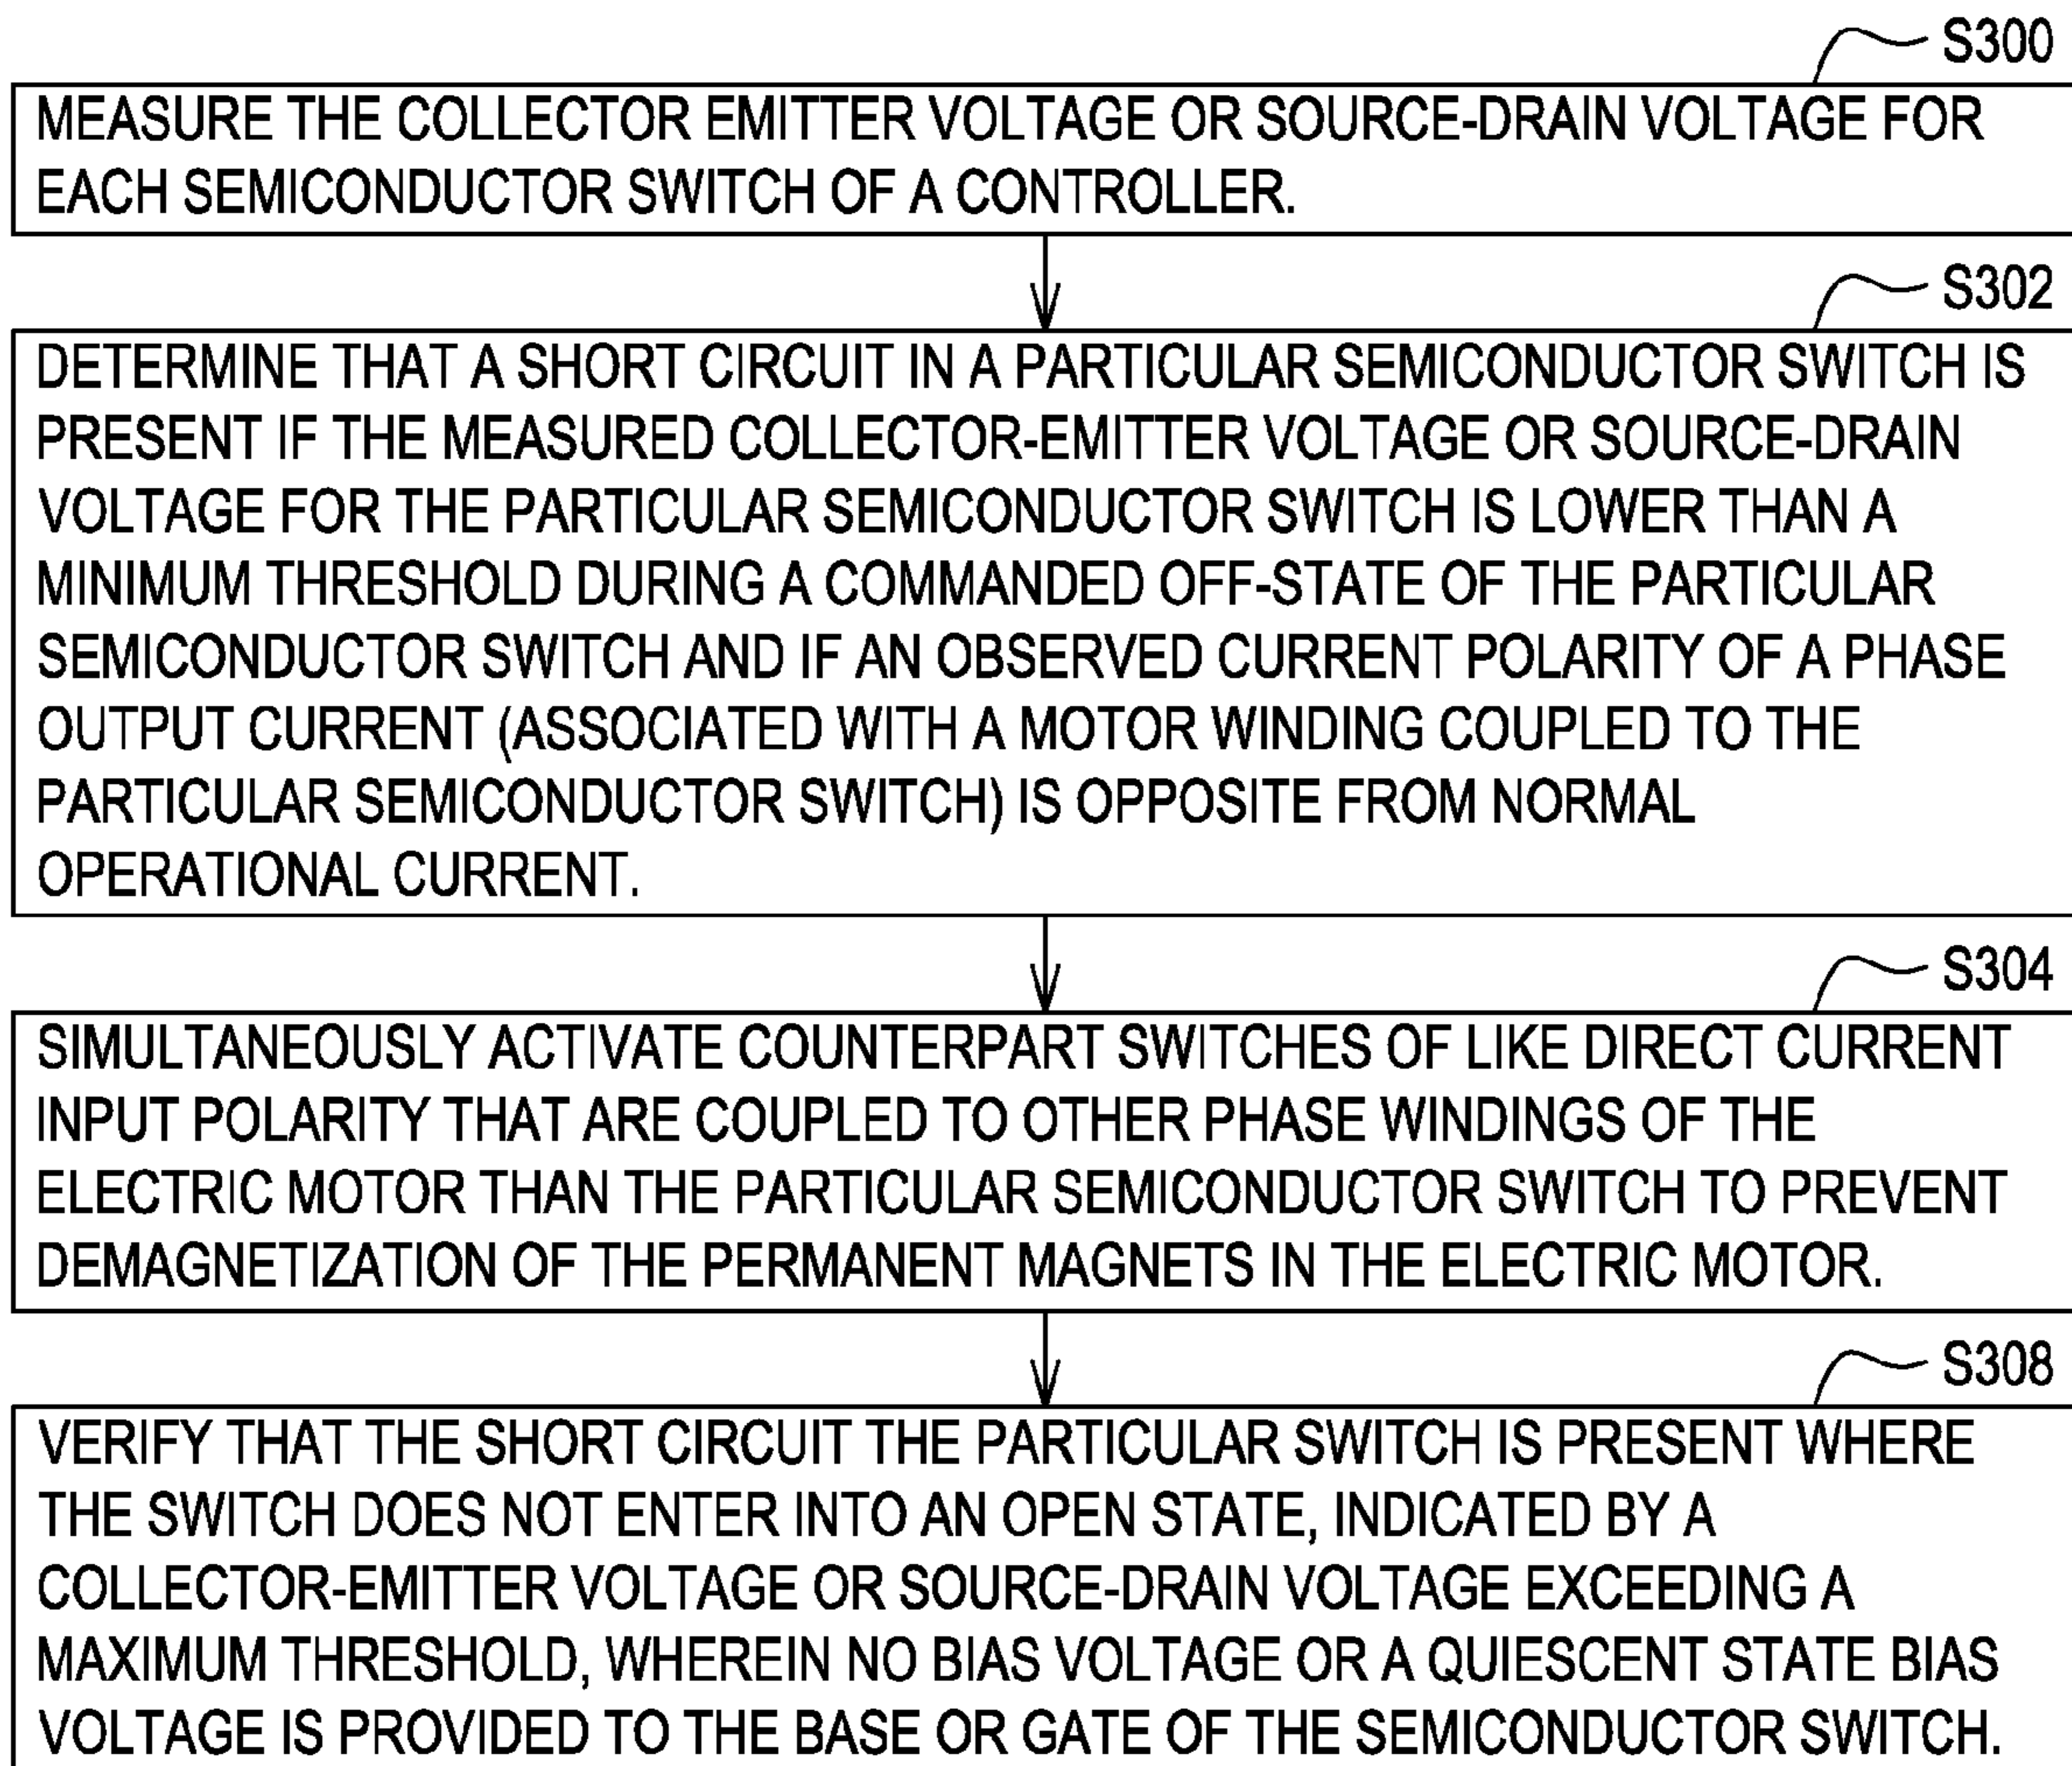 S300
MEASURE THE COLLECTOR EMITTER VOLTAGE OR SOURCE-DRAIN VOLTAGE FOR
EACH SEMICONDUCTOR SWITCH OF A CONTROLLER.
S302
DETERMINE THAT A SHORT CIRCUIT IN A PARTICULAR SEMICONDUCTOR SWITCH IS
PRESENT IF THE MEASURED COLLECTOR-EMITTER VOLTAGE OR SOURCE-DRAIN
VOLTAGE FOR THE PARTICULAR SEMICONDUCTOR SWITCH IS LOWER THAN A
MINIMUM THRESHOLD DURING A COMMANDED OFF-STATE OF THE PARTICULAR
SEMICONDUCTOR SWITCH AND IF AN OBSERVED CURRENT POLARITY OF A PHASE
OUTPUT CURRENT (ASSOCIATED WITH A MOTOR WINDING COUPLED TO THE
PARTICULAR SEMICONDUCTOR SWITCH) IS OPPOSITE FROM NORMAL
OPERATIONAL CURRENT.
S304
SIMULTANEOUSLY ACTIVATE COUNTERPART SWITCHES OF LIKE DIRECT CURRENT
INPUT POLARITY THAT ARE COUPLED TO OTHER PHASE WINDINGS OF THE
ELECTRIC MOTOR THAN THE PARTICULAR SEMICONDUCTOR SWITCH TO PREVENT
DEMAGNETIZATION OF THE PERMANENT MAGNETS IN THE ELECTRIC MOTOR.
S308
VERIFY THAT THE SHORT CIRCUIT THE PARTICULAR SWITCH IS PRESENT WHERE
THE SWITCH DOES NOT ENTER INTO AN OPEN STATE, INDICATED BY A
COLLECTOR-EMITTER VOLTAGE OR SOURCE-DRAIN VOLTAGE EXCEEDING A
MAXIMUM THRESHOLD, WHEREIN NO BIAS VOLTAGE OR A QUIESCENT STATE BIAS
VOLTAGE IS PROVIDED TO THE BASE OR GATE OF THE SEMICONDUCTOR SWITCH.